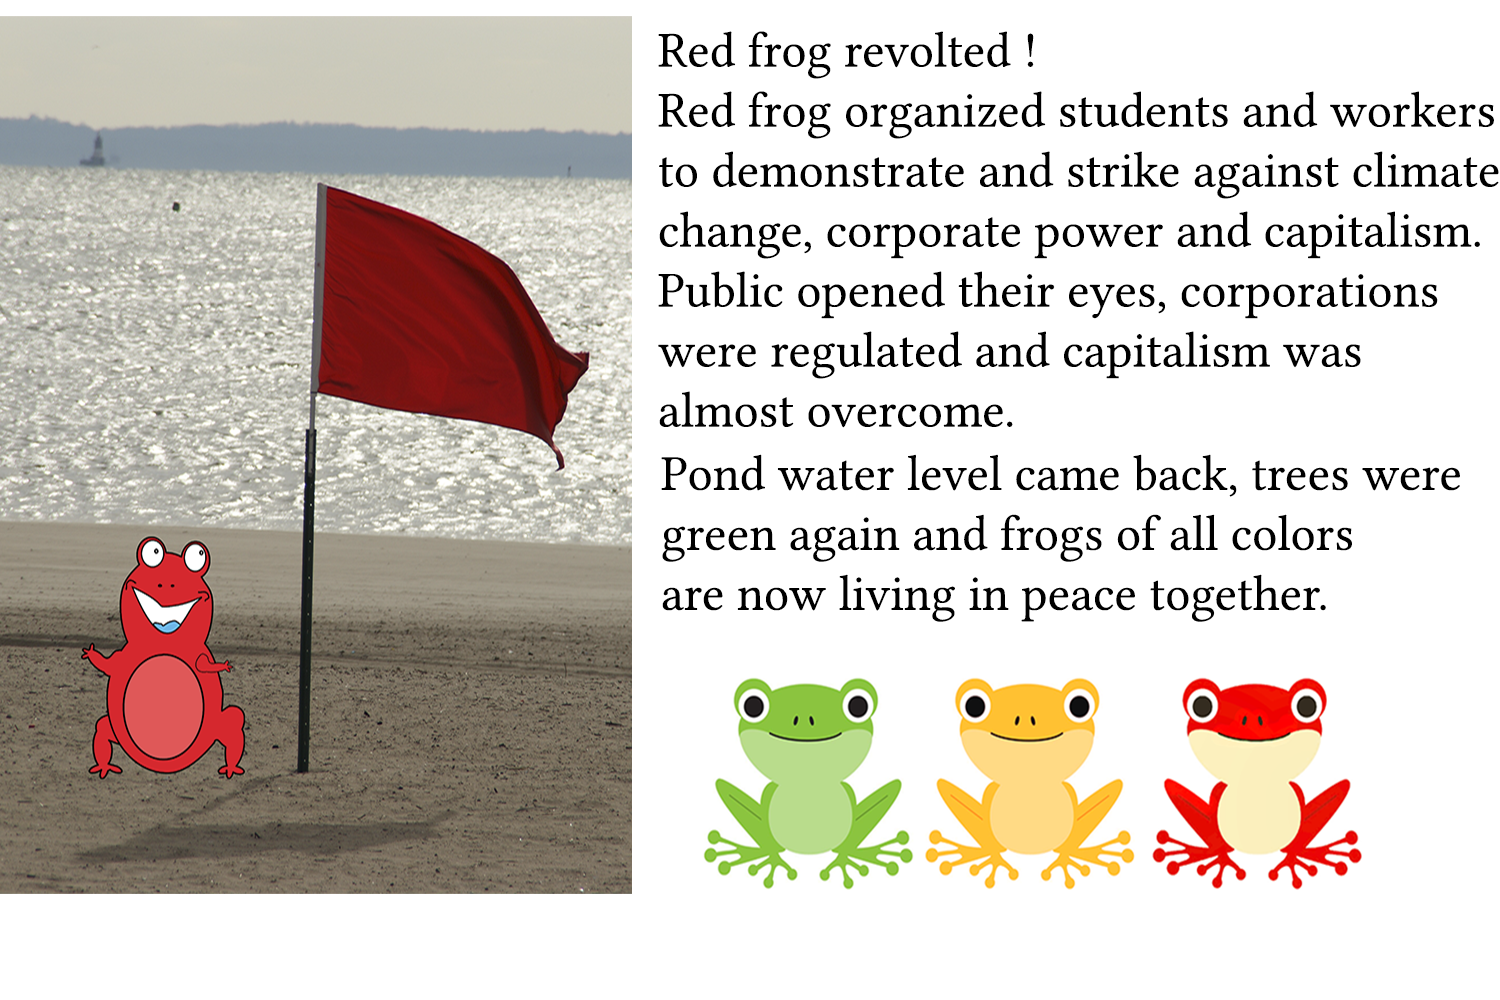 Red frog revolted !
Red frog organized students and workers
to demonstrate and strike against climate
change, corporate power and capitalism.
Public opened their eyes, corporations
were regulated and capitalism was
almost overcome.
Pond water level came back, trees were
green again and frogs of all colors
are now living in peace together.